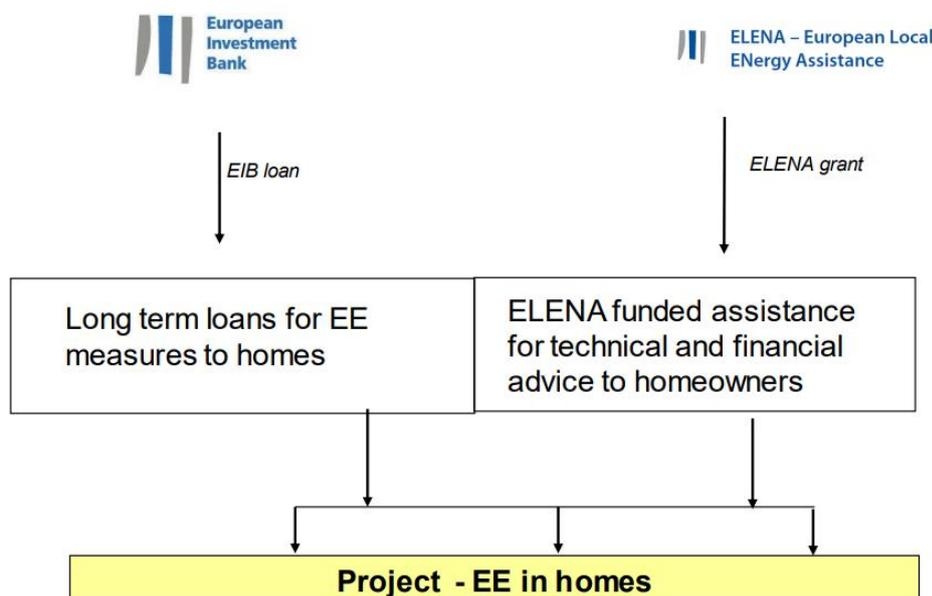 European
Investment
Bank
ELENA – European Local
ENergy Assistance
EIB loan
ELENA grant
Long term loans for EE
measures to homes
ELENA funded assistance
for technical and financial
advice to homeowners
Project - EE in homes